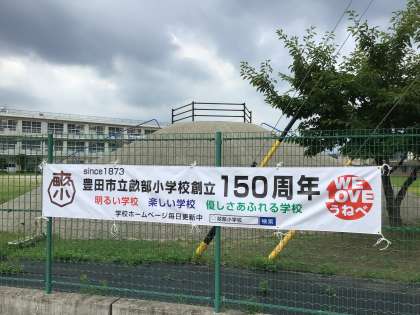 畝小
since1873
豊田市立畝部小学校創立150周年
明るい学校 楽しい学校 優しさあふれる学校
学校ホームページ毎日更新中 畝部小学校 検索
WE
LOVE
うねべ